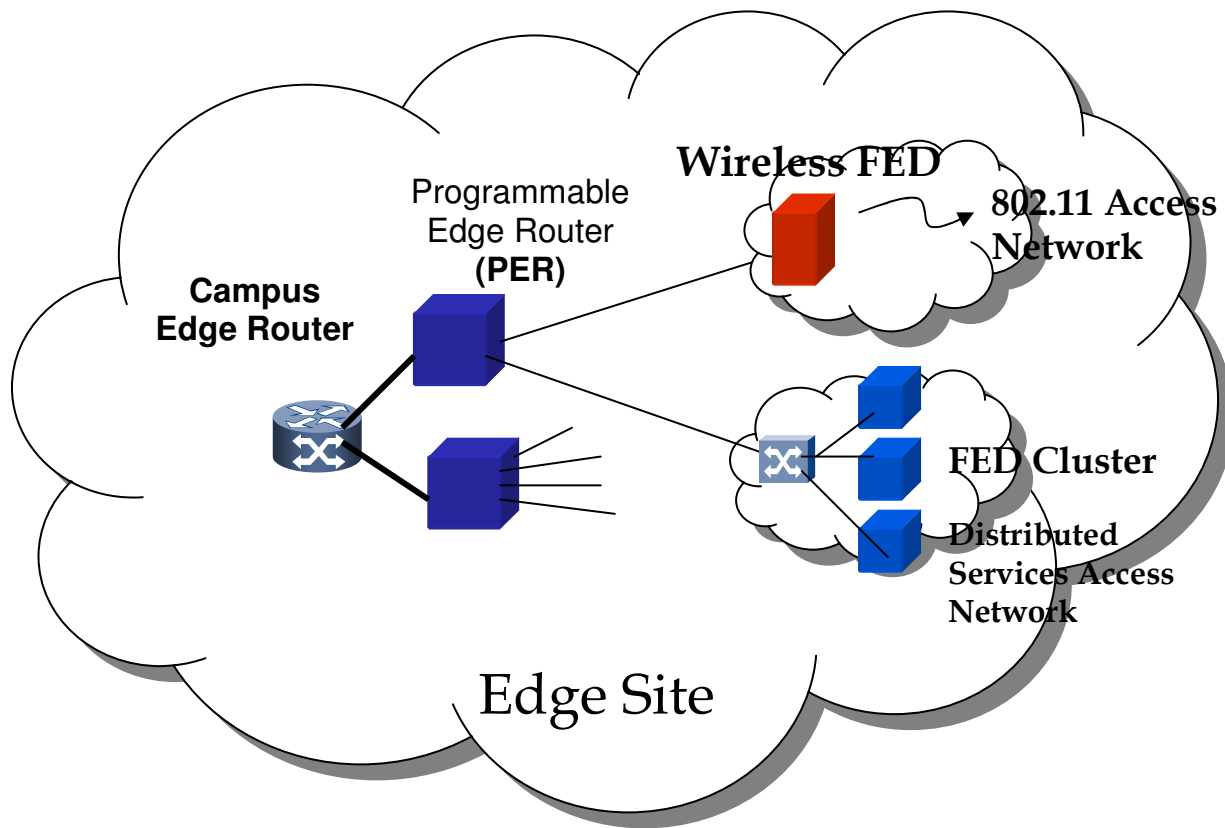 Wireless FED
Programmable
Edge Router
(PER)
802.11 Access
Network
Campus
Edge Router
FED Cluster
Distributed
Services Access
Network
Edge Site